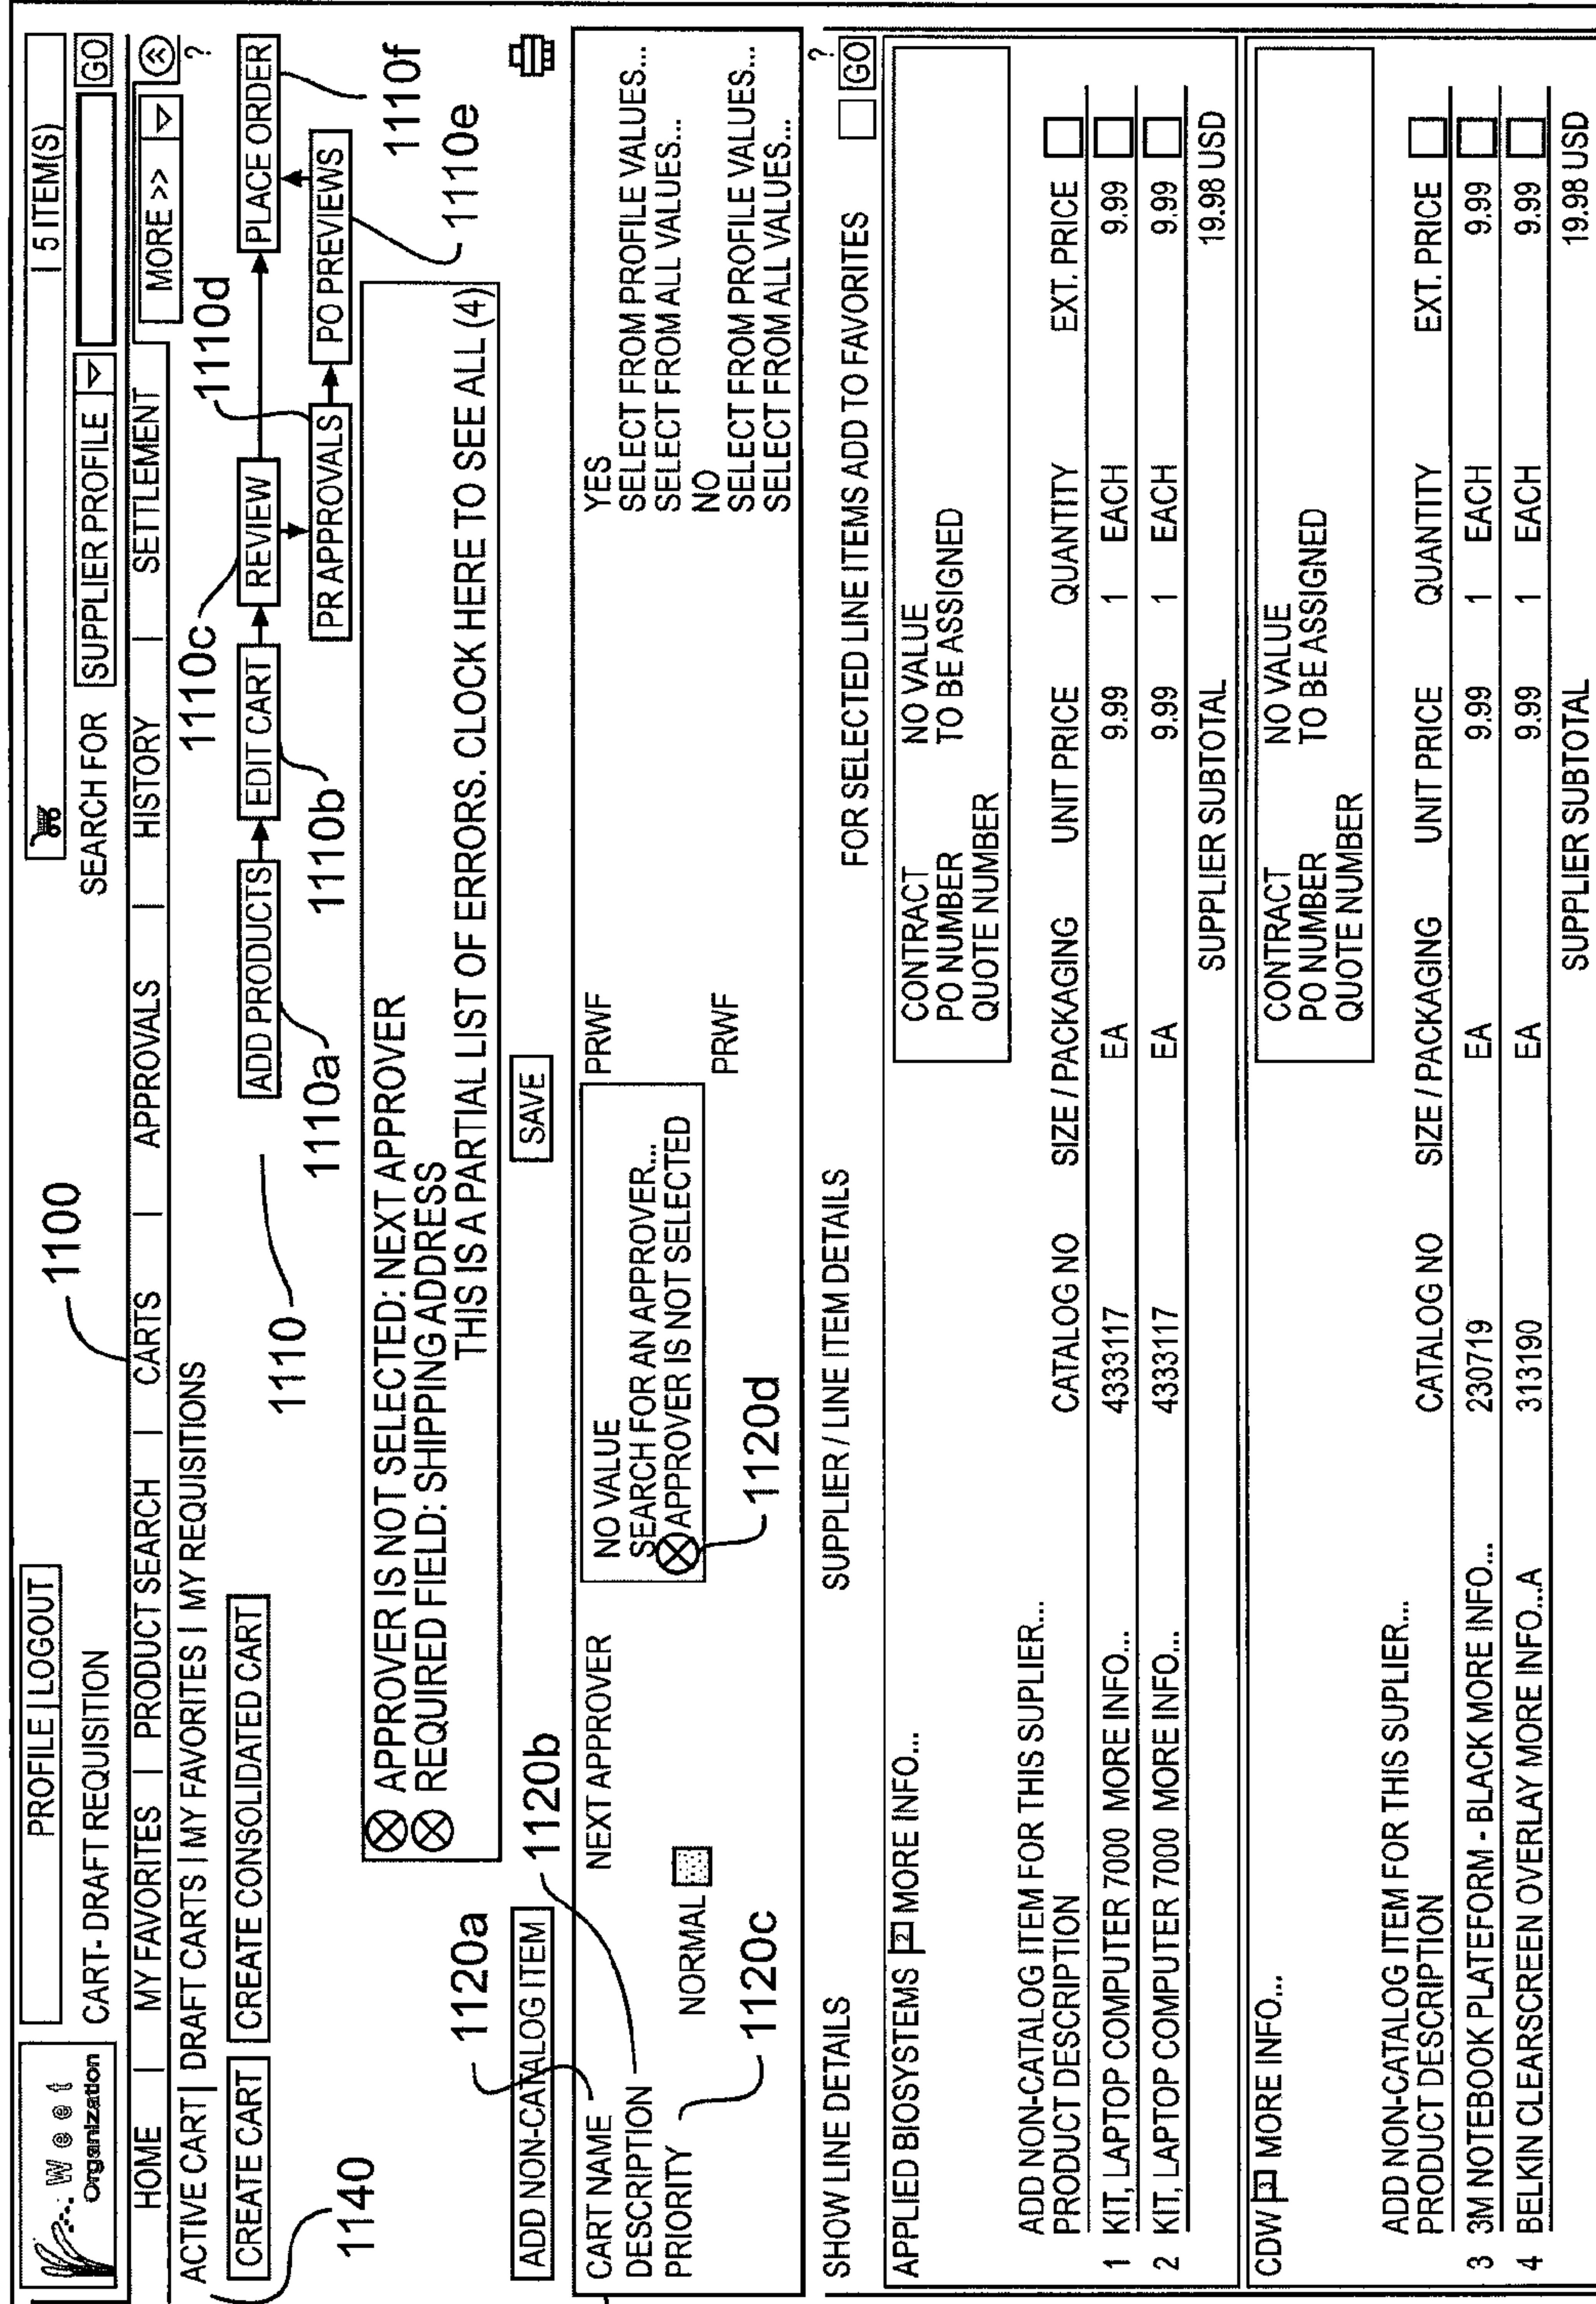 W e e t
Organization
PROFILE | LOGOUT
| 5 ITEM(S)
CART- DRAFT REQUISITION
SEARCH FOR SUPPLIER PROFILE GO
1100
HOME | MY FAVORITES | PRODUCT SEARCH | CARTS | APPROVALS | HISTORY | SETTLEMENT MORE >>
ACTIVE CART | DRAFT CARTS | MY FAVORITES | MY REQUISITIONS
?
1110c
1110d
CREATE CART CREATE CONSOLIDATED CART
1110
ADD PRODUCTS EDIT CART REVIEW PLACE ORDER
PR APPROVALS PO PREVIEWS
1140
1110a
1110b
1110f
1110e
APPROVER IS NOT SELECTED: NEXT APPROVER
REQUIRED FIELD: SHIPPING ADDRESS
THIS IS A PARTIAL LIST OF ERRORS. CLOCK HERE TO SEE ALL (4)
1120a
1120b
ADD NON-CATALOG ITEM SAVE
CART NAME NEXT APPROVER NO VALUE PRWF YES
DESCRIPTION SEARCH FOR AN APPROVER... SELECT FROM PROFILE VALUES...
APPROVER IS NOT SELECTED SELECT FROM ALL VALUES...
PRIORITY NORMAL PRWF NO
SELECT FROM PROFILE VALUES...
SELECT FROM ALL VALUES...
1120c
1120d
SHOW LINE DETAILS SUPPLIER / LINE ITEM DETAILS FOR SELECTED LINE ITEMS ADD TO FAVORITES GO
?
APPLIED BIOSYSTEMS 2 MORE INFO...
CONTRACT NO VALUE
PO NUMBER TO BE ASSIGNED
QUOTE NUMBER
ADD NON-CATALOG ITEM FOR THIS SUPLIER...
PRODUCT DESCRIPTION CATALOG NO SIZE / PACKAGING UNIT PRICE QUANTITY EXT. PRICE
1 KIT, LAPTOP COMPUTER 7000 MORE INFO... 4333117 EA 9.99 1 EACH 9.99
2 KIT, LAPTOP COMPUTER 7000 MORE INFO... 4333117 EA 9.99 1 EACH 9.99
SUPPLIER SUBTOTAL 19.98 USD
CDW 3 MORE INFO...
CONTRACT NO VALUE
PO NUMBER TO BE ASSIGNED
QUOTE NUMBER
ADD NON-CATALOG ITEM FOR THIS SUPLIER...
PRODUCT DESCRIPTION CATALOG NO SIZE / PACKAGING UNIT PRICE QUANTITY EXT. PRICE
3 3M NOTEBOOK PLATEFORM - BLACK MORE INFO... 230719 EA 9.99 1 EACH 9.99
4 BELKIN CLEARSCREEN OVERLAY MORE INFO...A 313190 EA 9.99 1 EACH 9.99
SUPPLIER SUBTOTAL 19.98 USD